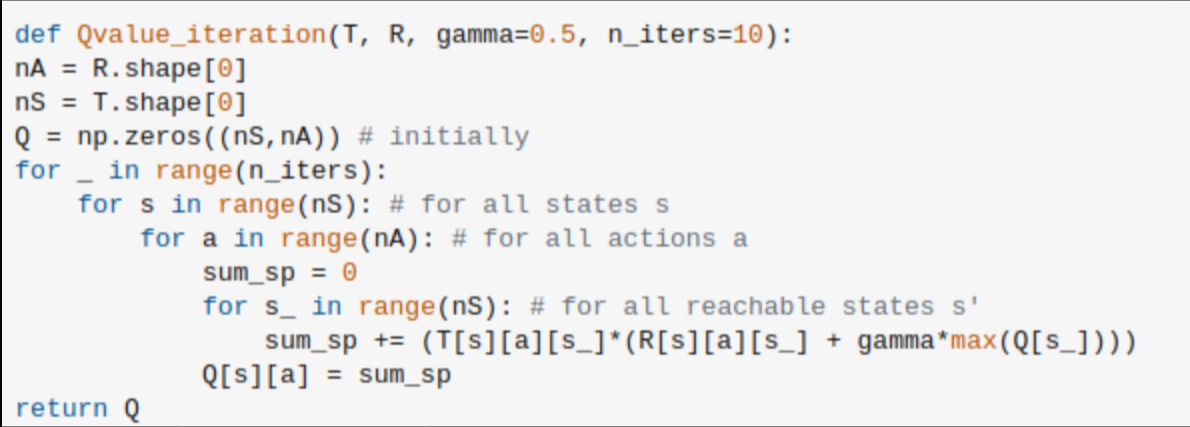 def Qvalue_iteration(T, R, gamma=0.5, n_iters=10):
nA = R.shape[0]
nS = T.shape[0]
Q = np.zeros((nS,nA)) # initially
for _ in range(n_iters):
    for s in range(nS): # for all states s
        for a in range(nA): # for all actions a
            sum_sp = 0
            for s_ in range(nS): # for all reachable states s'
                sum_sp += (T[s][a][s_]*(R[s][a][s_] + gamma*max(Q[s_])))
            Q[s][a] = sum_sp
return Q